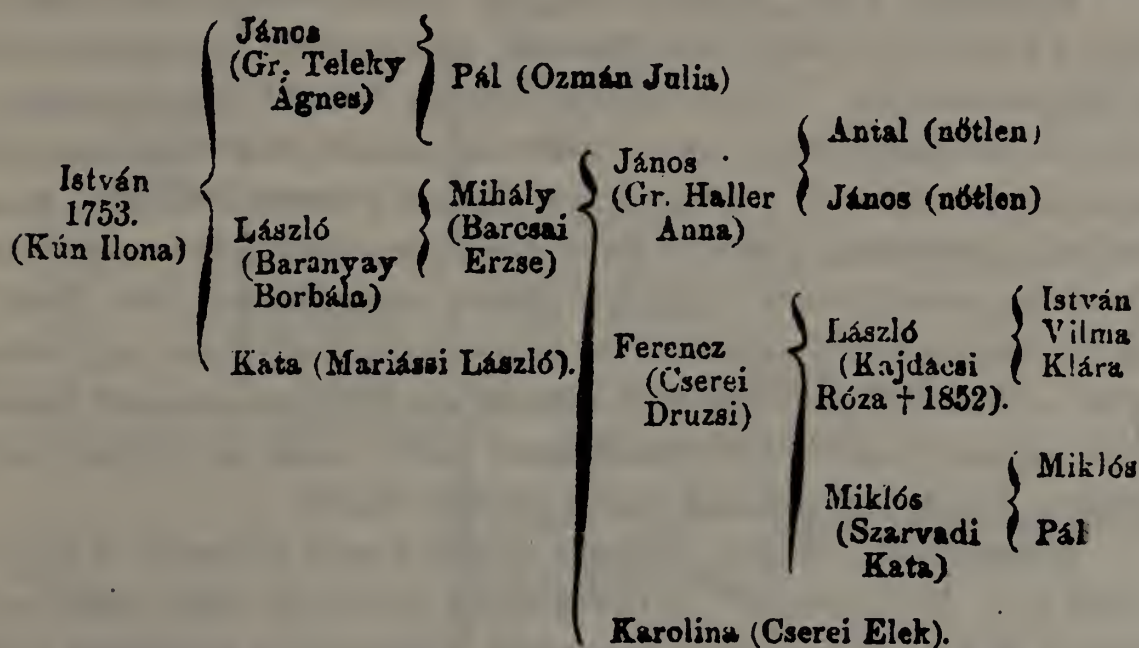 István
1753.
(Kún Ilona)
János
(Gr. Teleky
Ágnes)
Pál (Ozmán Julia)
László
(Baranyay
Borbála)
Mihály
(Barcsai
Erzse)
János
(Gr. Haller
Anna)
Antal (nőtlen)
János (nőtlen)
Ferencz
(Cserei
Druzsi)
László
(Kajdacsi
Róza † 1852).
István
Vilma
Klára
Miklós
(Szarvadi
Kata)
Miklós
Pál
Karolina (Cserei Elek).
Kata (Mariássi László).